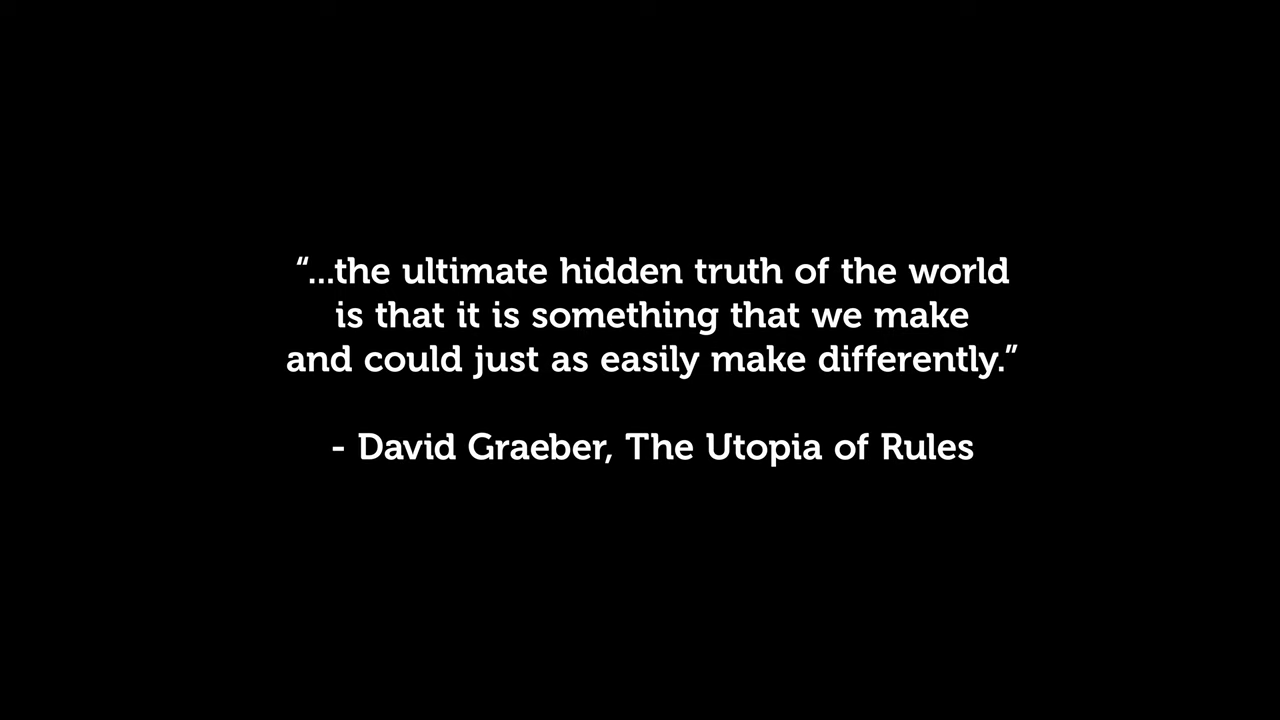 “...the ultimate hidden truth of the world
is that it is something that we make
and could just as easily make differently.”
- David Graeber, The Utopia of Rules